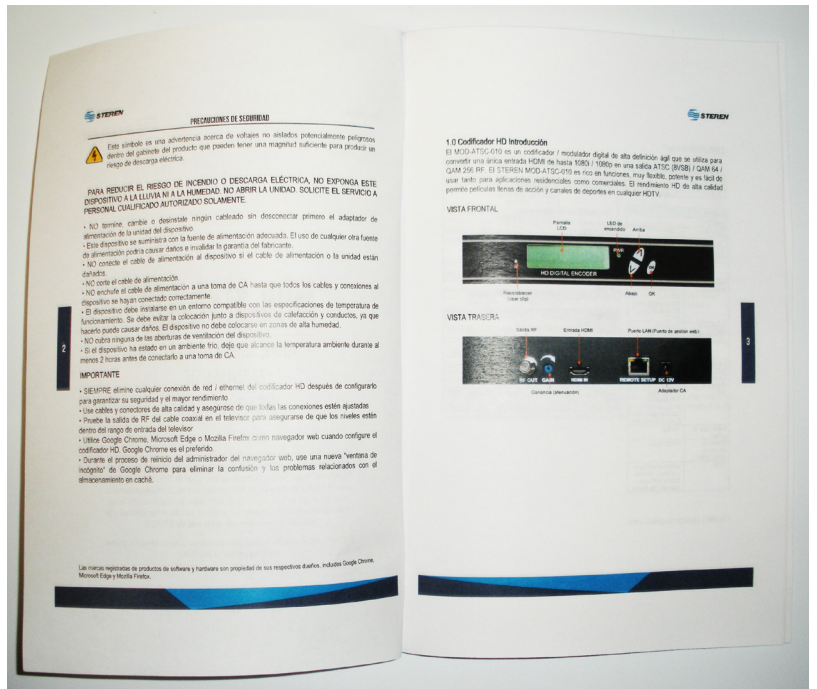 STEREN
PRECAUCIONES DE SEGURIDAD
Este símbolo es una advertencia acerca de voltajes no aislados potencialmente peligrosos
dentro del gabinete del producto que pueden tener una magnitud suficiente para producir un
riesgo de descarga eléctrica.
PARA REDUCIR EL RIESGO DE INCENDIO O DESCARGA ELÉCTRICA, NO EXPONGA ESTE
DISPOSITIVO A LA LLUVIA NI A LA HUMEDAD. NO ABRIR LA UNIDAD. SOLICITE EL SERVICIO A
PERSONAL CUALIFICADO AUTORIZADO SOLAMENTE.
• NO termine, cambie o desinstale ningún cableado sin desconectar primero el adaptador de
alimentación de la unidad del dispositivo
• Este dispositivo se suministra con la fuente de alimentación adecuada. El uso de cualquier otra fuente
de alimentación podría causar daños e invalidar la garantía del fabricante.
• NO conecte el cable de alimentación al dispositivo si el cable de alimentación o la unidad están
dañados.
• NO corte el cable de alimentación
• NO enchufe el cable de alimentación a una toma de CA hasta que todos los cables y conexiones al
dispositivo se hayan conectado correctamente
• El dispositivo debe instalarse en un entorno compatible con las especificaciones de temperatura de
funcionamiento. Se debe evitar la colocación junto a dispositivos de calefacción y conductos, ya que
hacerlo puede causar daños. El dispositivo no debe colocarse en zonas de alta humedad.
• NO cubra ninguna de las aberturas de ventilación del dispositivo.
• Si el dispositivo ha estado en un ambiente frío, deje que alcance la temperatura ambiente durante al
menos 2 horas antes de conectarlo a una toma de CA.
2
IMPORTANTE
• SIEMPRE elimine cualquier conexión de red / ethernet del codificador HD después de configurarlo
para garantizar su seguridad y el mayor rendimiento
• Use cables y conectores de alta calidad y asegúrese de que todas las conexiones estén ajustadas
• Pruebe la salida de RF del cable coaxial en el televisor para asegurarse de que los niveles estén
dentro del rango de entrada del televisor
• Utilice Google Chrome, Microsoft Edge o Mozilla Firefox como navegador web cuando configure el
codificador HD. Google Chrome es el preferido.
• Durante el proceso de reinicio del administrador del navegador web, use una nueva "ventana de
incógnito" de Google Chrome para eliminar la confusión y los problemas relacionados con el
almacenamiento en caché.
Las marcas registradas de productos de software y hardware son propiedad de sus respectivos dueños, incluidos Google Chrome,
Microsoft Edge y Mozilla Firefox.
STEREN
1.0 Codificador HD Introducción
El MOD-ATSC-010 es un codificador / modulador digital de alta definición ágil que se utiliza para
convertir una única entrada HDMI de hasta 1080i / 1080p en una salida ATSC (8VSB) / QAM 64 /
QAM 256 RF. El STEREN MOD-ATSC-010 es rico en funciones, muy flexible, potente y es fácil de
usar tanto para aplicaciones residenciales como comerciales. El rendimiento HD de alta calidad
permite películas llenas de acción y canales de deportes en cualquier HDTV.
VISTA FRONTAL
Pantalla
LCD
LED de
encendido
Arriba
PWR
HD DIGITAL ENCODER
OK
Restablecer
Abajo
OK
VISTA TRASERA
3
Salida RF
Entrada HDMI
Puerto LAN (Puerto de gestión web)
RF OUT
GAIN
HDMI IN
REMOTE SETUP
DC 12V
Ganancia (atenuación)
Adaptador CA